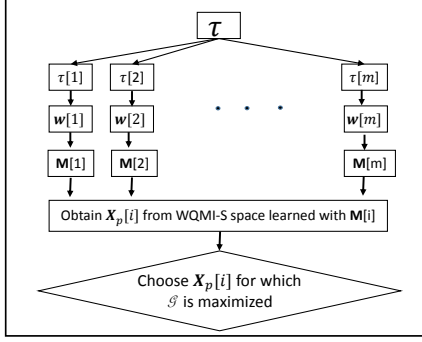 τ
τ[1] τ[2] τ[m]
w[1] w[2] w[m]
M[1] M[2] M[m]
Obtain X_p[i] from WQMI-S space learned with M[i]
Choose X_p[i] for which
𝒢 is maximized